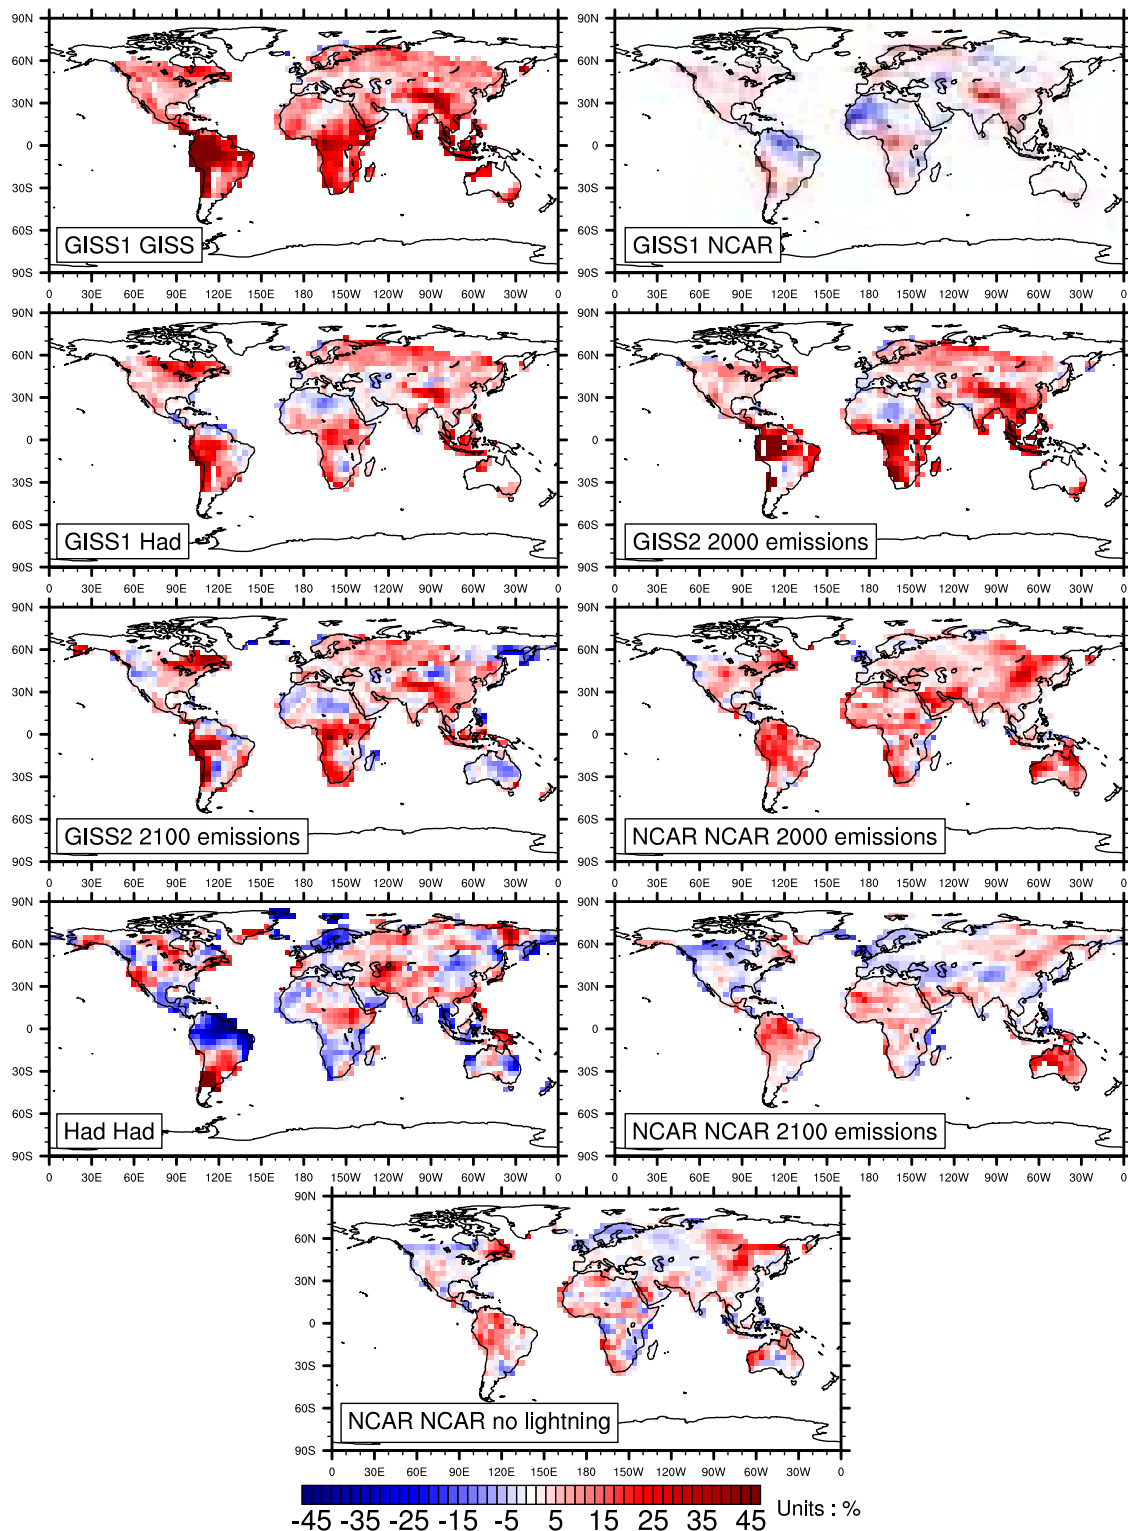 90N
60N
30N
0
30S
60S
90S
GISS1 GISS
0 30E 60E 90E 120E 150E 180 150W 120W 90W 60W 30W 0
90N
60N
30N
0
30S
60S
90S
GISS1 NCAR
0 30E 60E 90E 120E 150E 180 150W 120W 90W 60W 30W 0
90N
60N
30N
0
30S
60S
90S
GISS1 Had
0 30E 60E 90E 120E 150E 180 150W 120W 90W 60W 30W 0
90N
60N
30N
0
30S
60S
90S
GISS2 2000 emissions
0 30E 60E 90E 120E 150E 180 150W 120W 90W 60W 30W 0
90N
60N
30N
0
30S
60S
90S
GISS2 2100 emissions
0 30E 60E 90E 120E 150E 180 150W 120W 90W 60W 30W 0
90N
60N
30N
0
30S
60S
90S
NCAR NCAR 2000 emissions
0 30E 60E 90E 120E 150E 180 150W 120W 90W 60W 30W 0
90N
60N
30N
0
30S
60S
90S
Had Had
0 30E 60E 90E 120E 150E 180 150W 120W 90W 60W 30W 0
90N
60N
30N
0
30S
60S
90S
NCAR NCAR 2100 emissions
0 30E 60E 90E 120E 150E 180 150W 120W 90W 60W 30W 0
90N
60N
30N
0
30S
60S
90S
NCAR NCAR no lightning
0 30E 60E 90E 120E 150E 180 150W 120W 90W 60W 30W 0
-45 -35 -25 -15 -5 5 15 25 35 45 Units : %